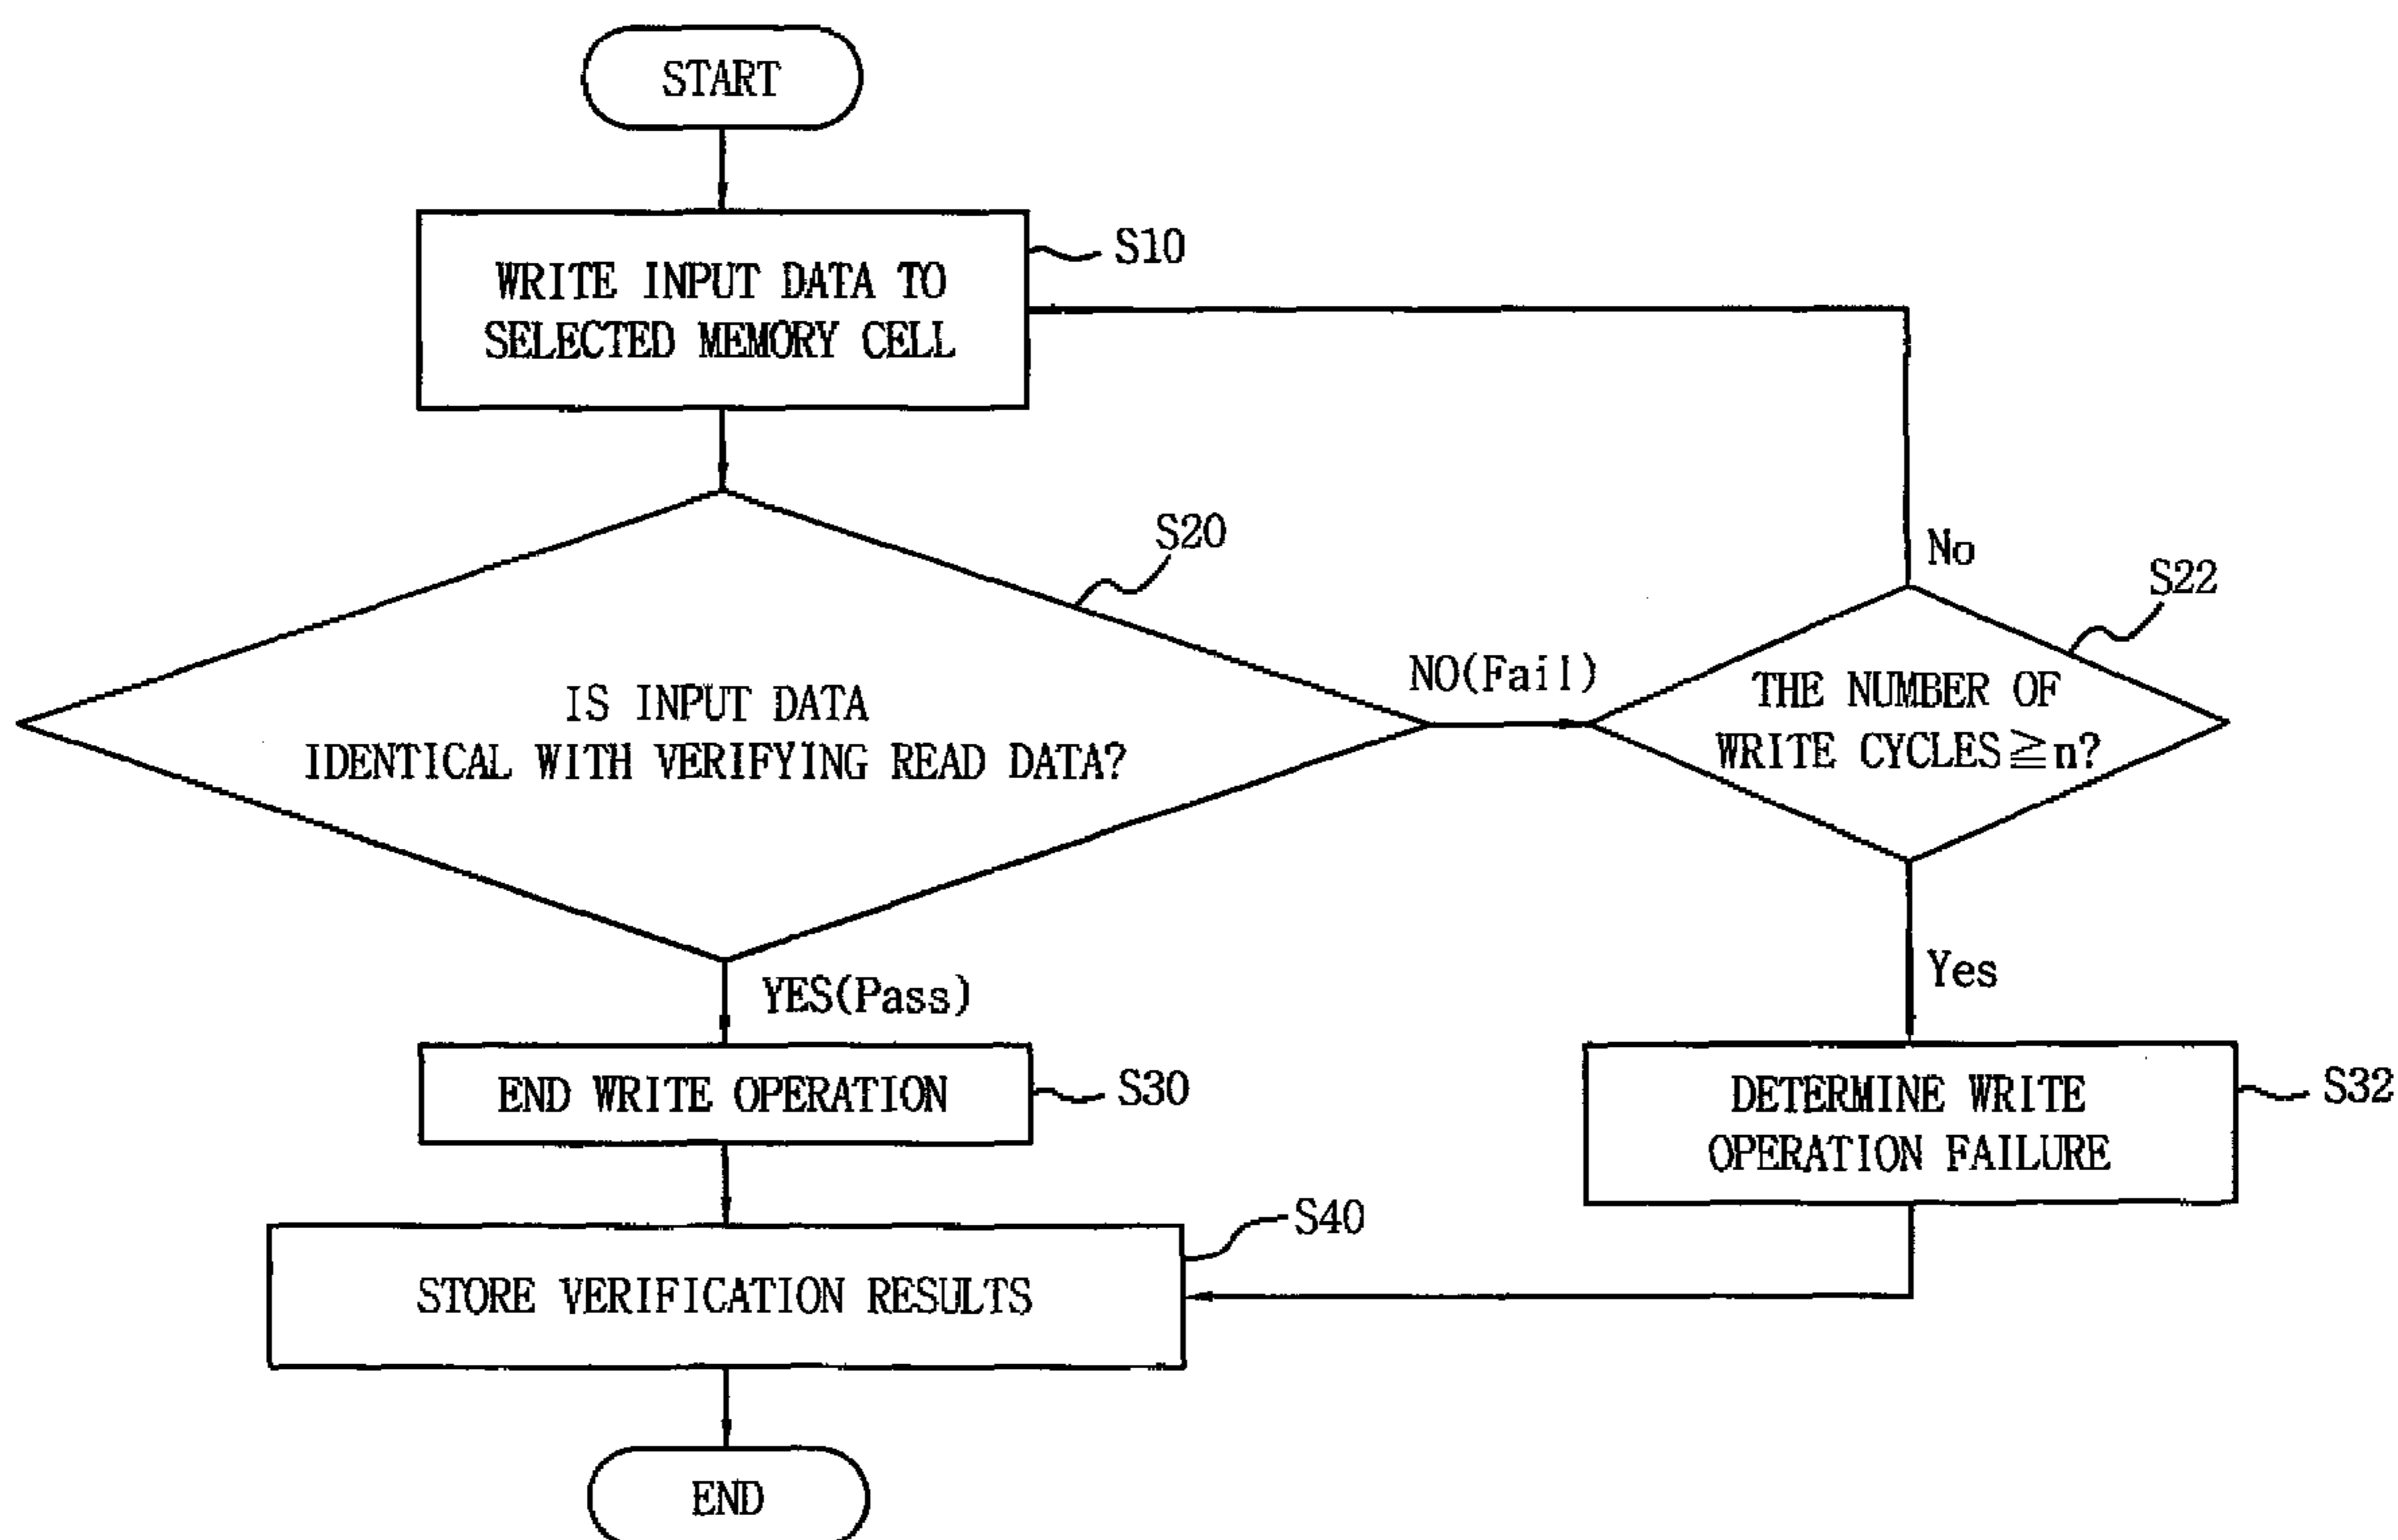 START
S10
WRITE INPUT DATA TO
SELECTED MEMORY CELL
S20
No
S22
IS INPUT DATA
IDENTICAL WITH VERIFYING READ DATA?
NO(Fail)
THE NUMBER OF
WRITE CYCLES≧n?
YES(Pass)
Yes
END WRITE OPERATION
S30
DETERMINE WRITE
OPERATION FAILURE
S32
S40
STORE VERIFICATION RESULTS
END